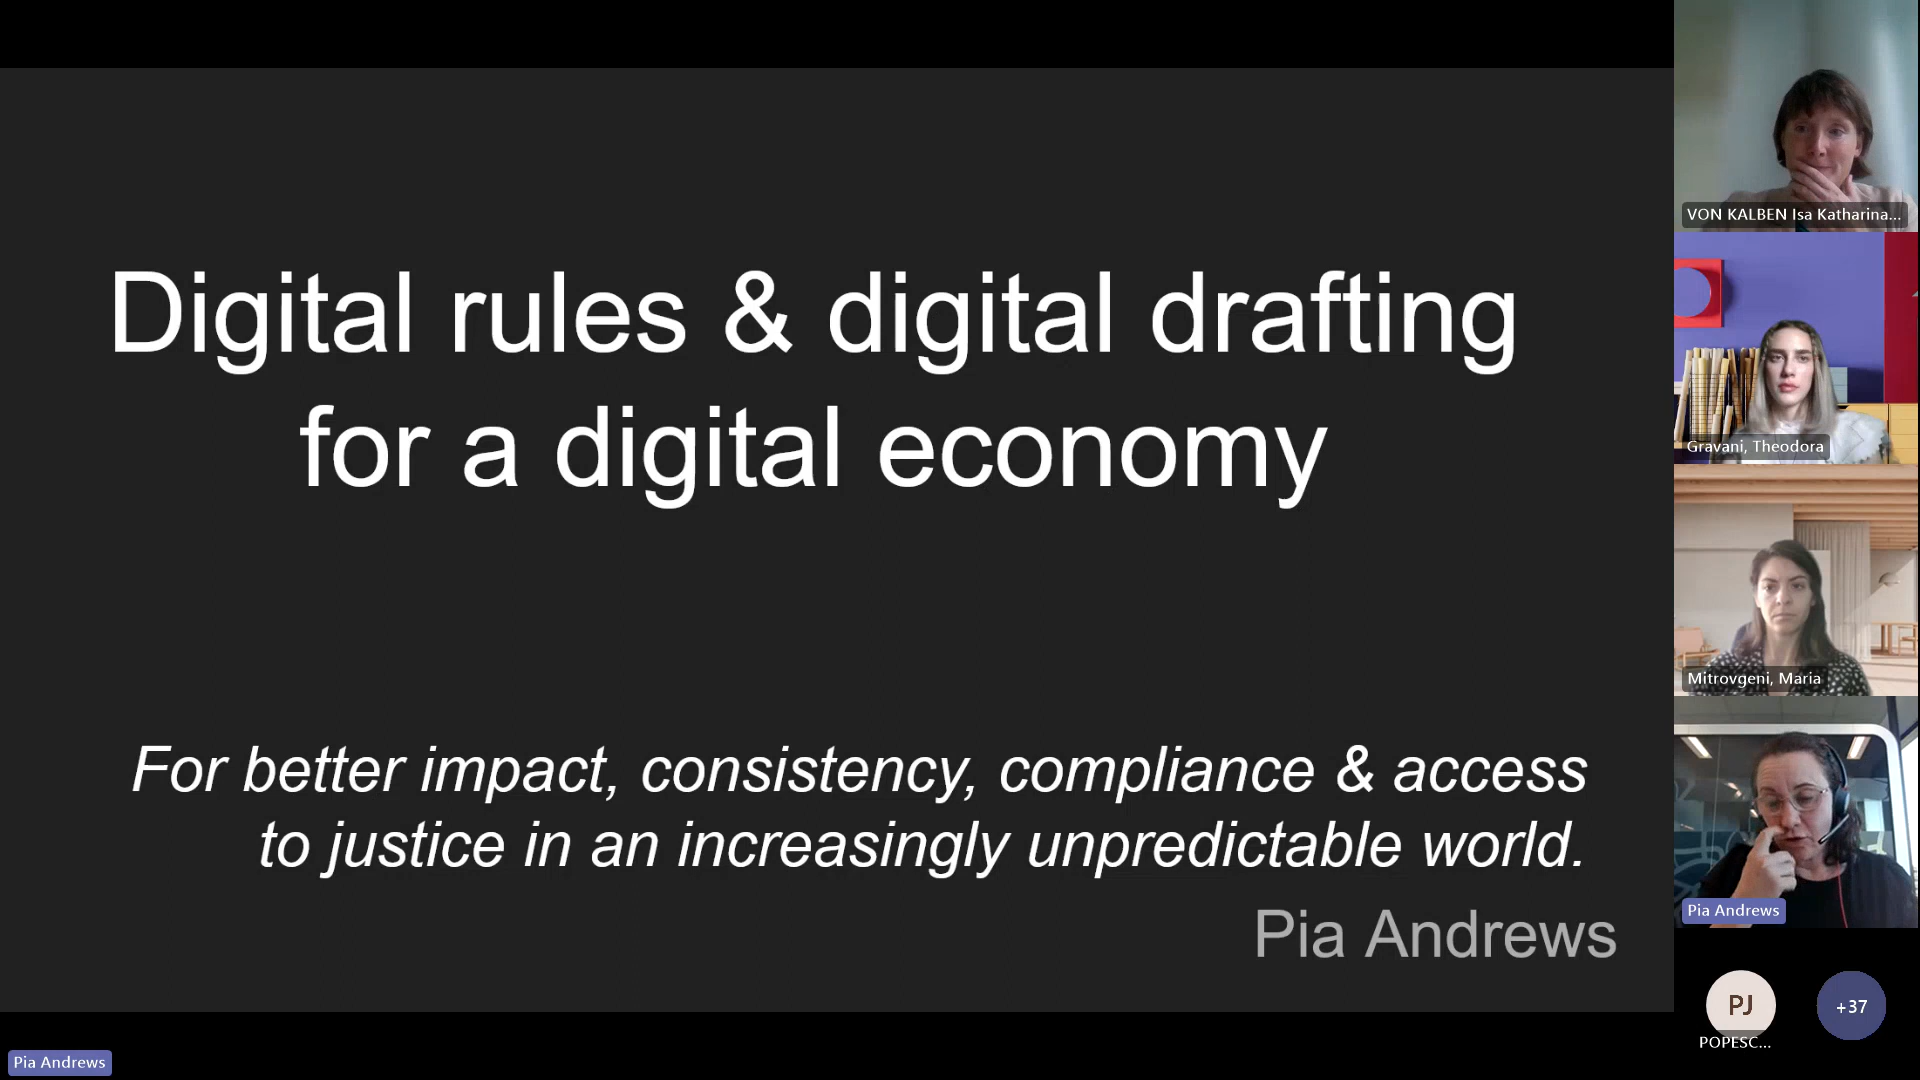 Digital rules & digital drafting
for a digital economy
For better impact, consistency, compliance & access
to justice in an increasingly unpredictable world.
Pia Andrews
VON KALBEN Isa Katharina...
Gravani, Theodora
Mitrovgeni, Maria
Pia Andrews
PJ
POPESC...
+37
Pia Andrews